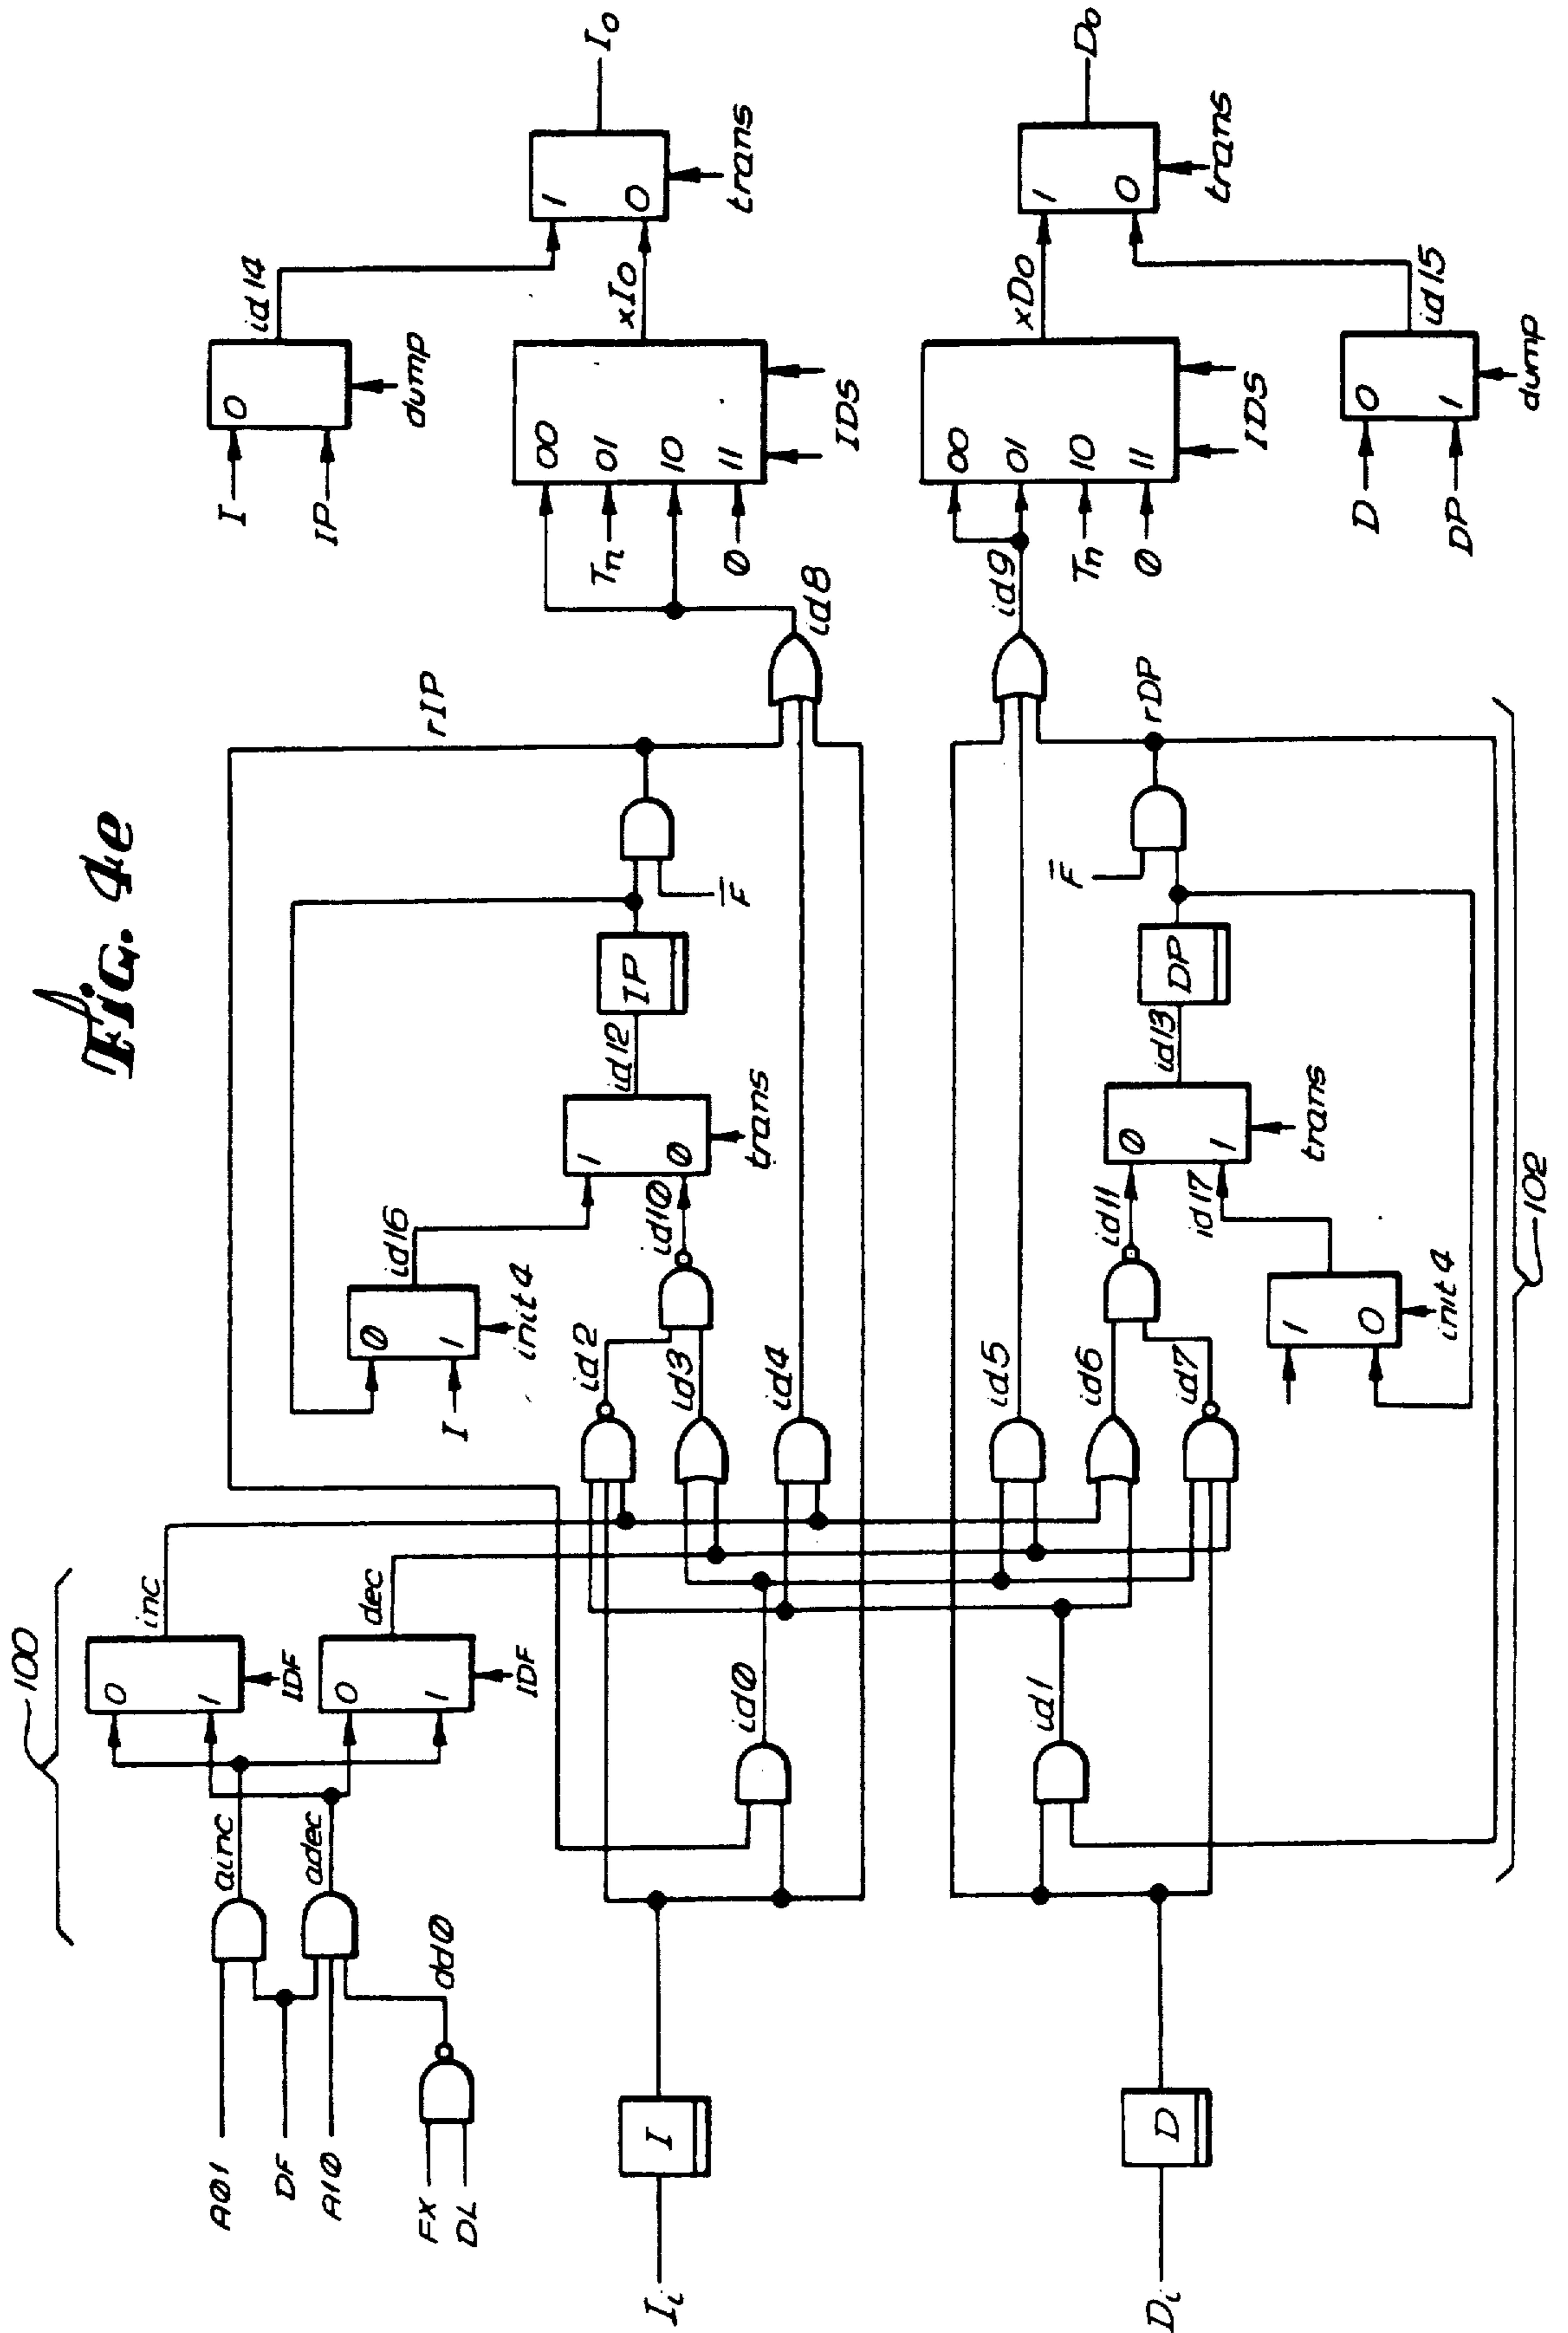 Fig. 4e
100
A01
DF
A10
FX
DL
dd0
ainc
adec
0
1
IDF
inc
0
1
IDF
dec
I
IP
0
dump
id14
1
0
trans
Io
rIP
0
1
I
init4
id16
id2
id3
id4
id10
1
0
trans
id12
IP
F̅
id8
00
01
10
11
Tn
0
IDS
xIo
Ii
I
id0
id1
Di
D
id5
id6
id7
id11
id17
0
1
trans
id13
DP
F̅
rDP
1
0
init4
id9
00
01
10
11
Tn
0
IDS
xDo
1
0
trans
Do
D
DP
0
1
dump
id15
102